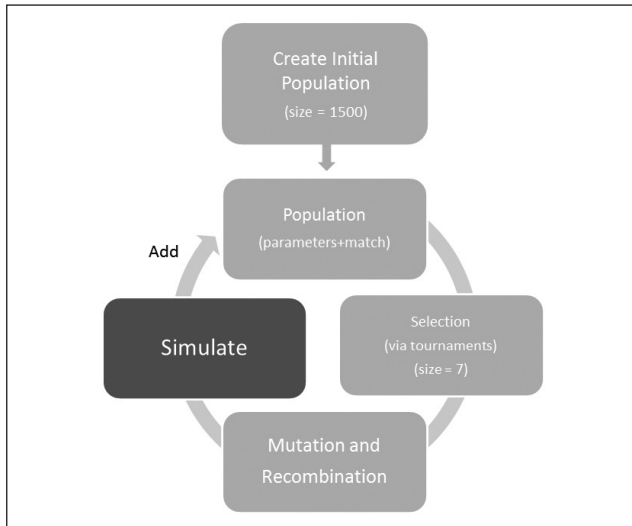 Create Initial
Population
(size = 1500)
Population
(parameters+match)
Add
Selection
(via tournaments)
(size = 7)
Simulate
Mutation and
Recombination